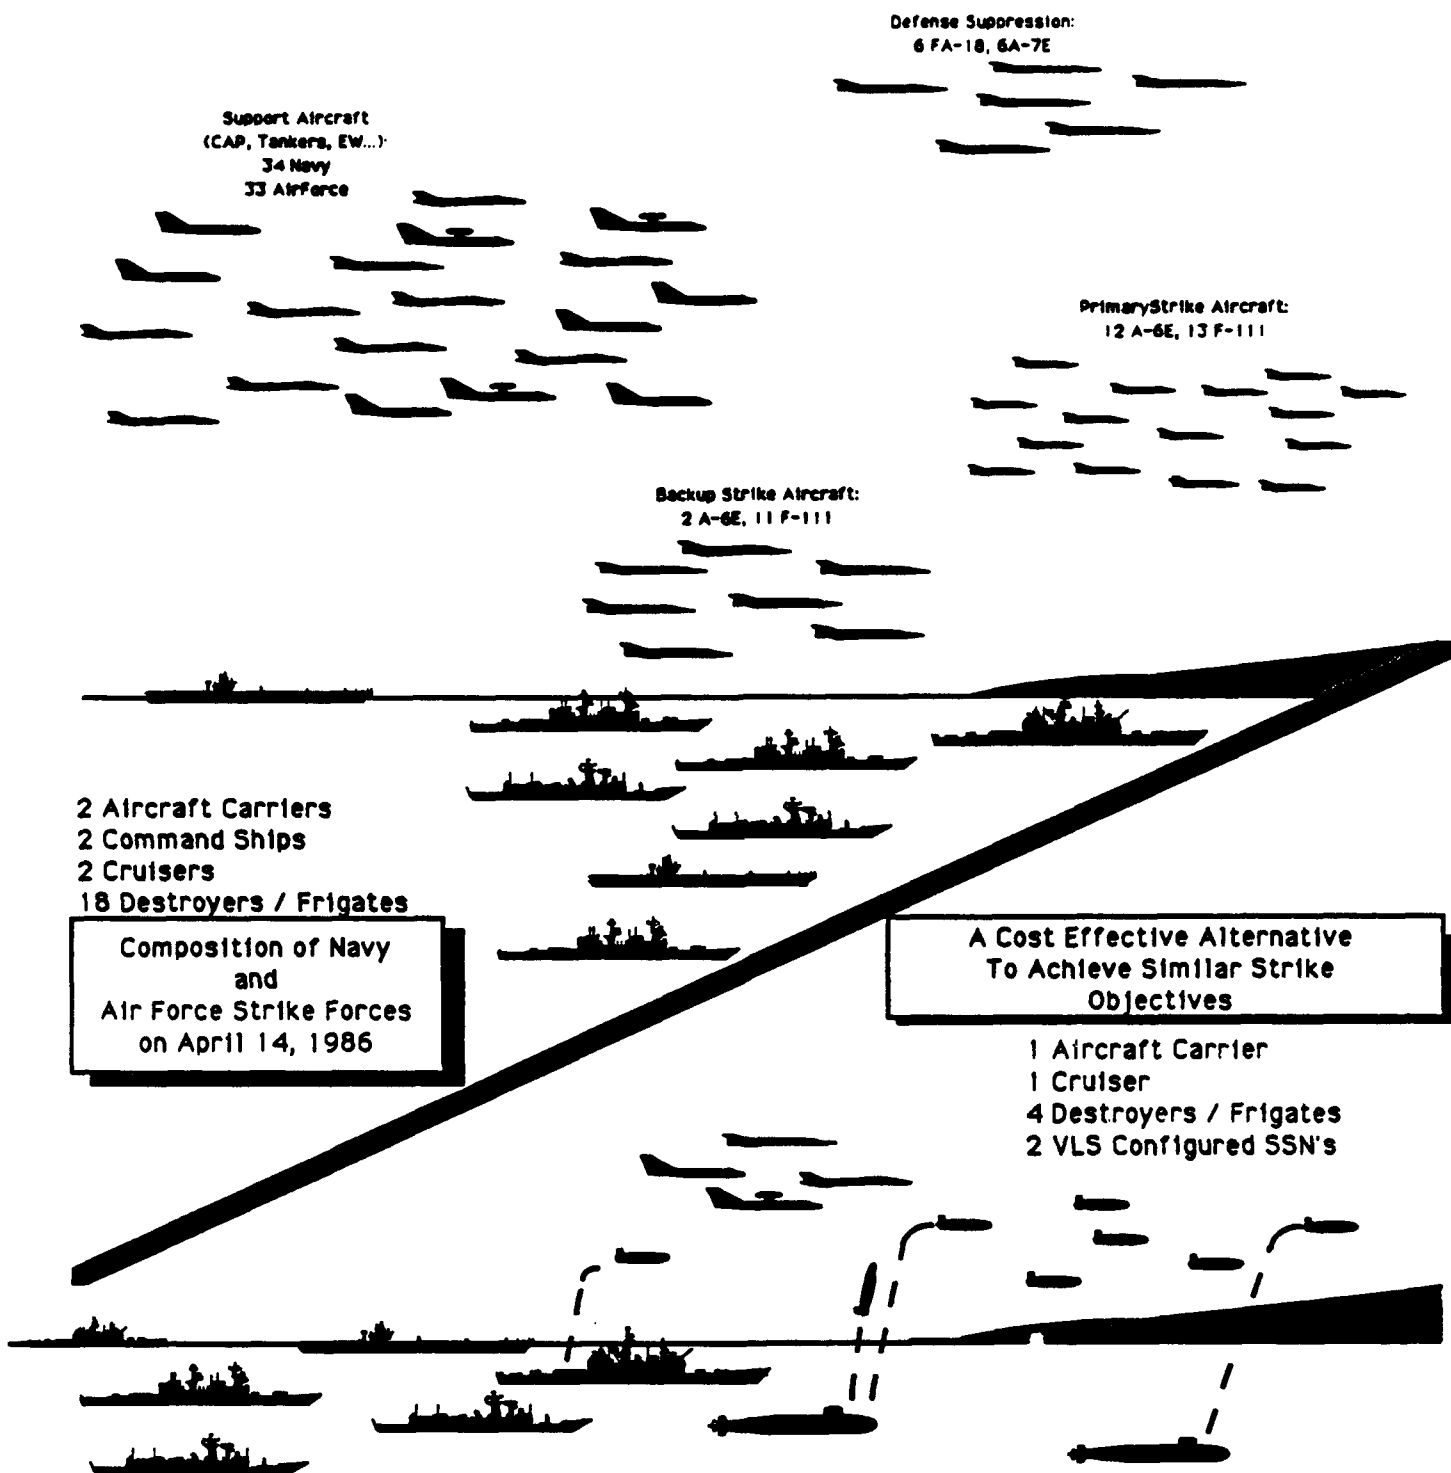 Defense Suppression:
6 FA-18, 6A-7E
Support Aircraft
(CAP, Tankers, EW...):
34 Navy
33 AirForce
PrimaryStrike Aircraft:
12 A-6E, 13 F-111
Backup Strike Aircraft:
2 A-6E, 11 F-111
2 Aircraft Carriers
2 Command Ships
2 Cruisers
18 Destroyers / Frigates
Composition of Navy
and
Air Force Strike Forces
on April 14, 1986
A Cost Effective Alternative
To Achieve Similar Strike
Objectives
1 Aircraft Carrier
1 Cruiser
4 Destroyers / Frigates
2 VLS Configured SSN's